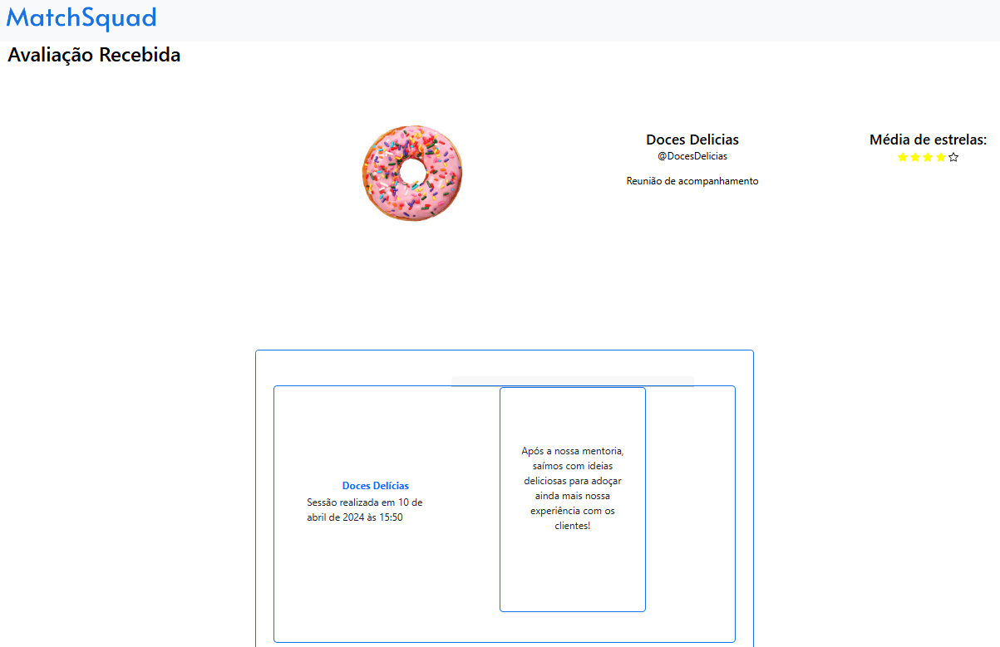 MatchSquad
Avaliação Recebida
Doces Delicias
@DocesDelicias
Reunião de acompanhamento
Média de estrelas:
Doces Delícias
Sessão realizada em 10 de
abril de 2024 às 15:50
Após a nossa mentoria,
saímos com ideias
deliciosas para adoçar
ainda mais nossa
experiência com os
clientes!